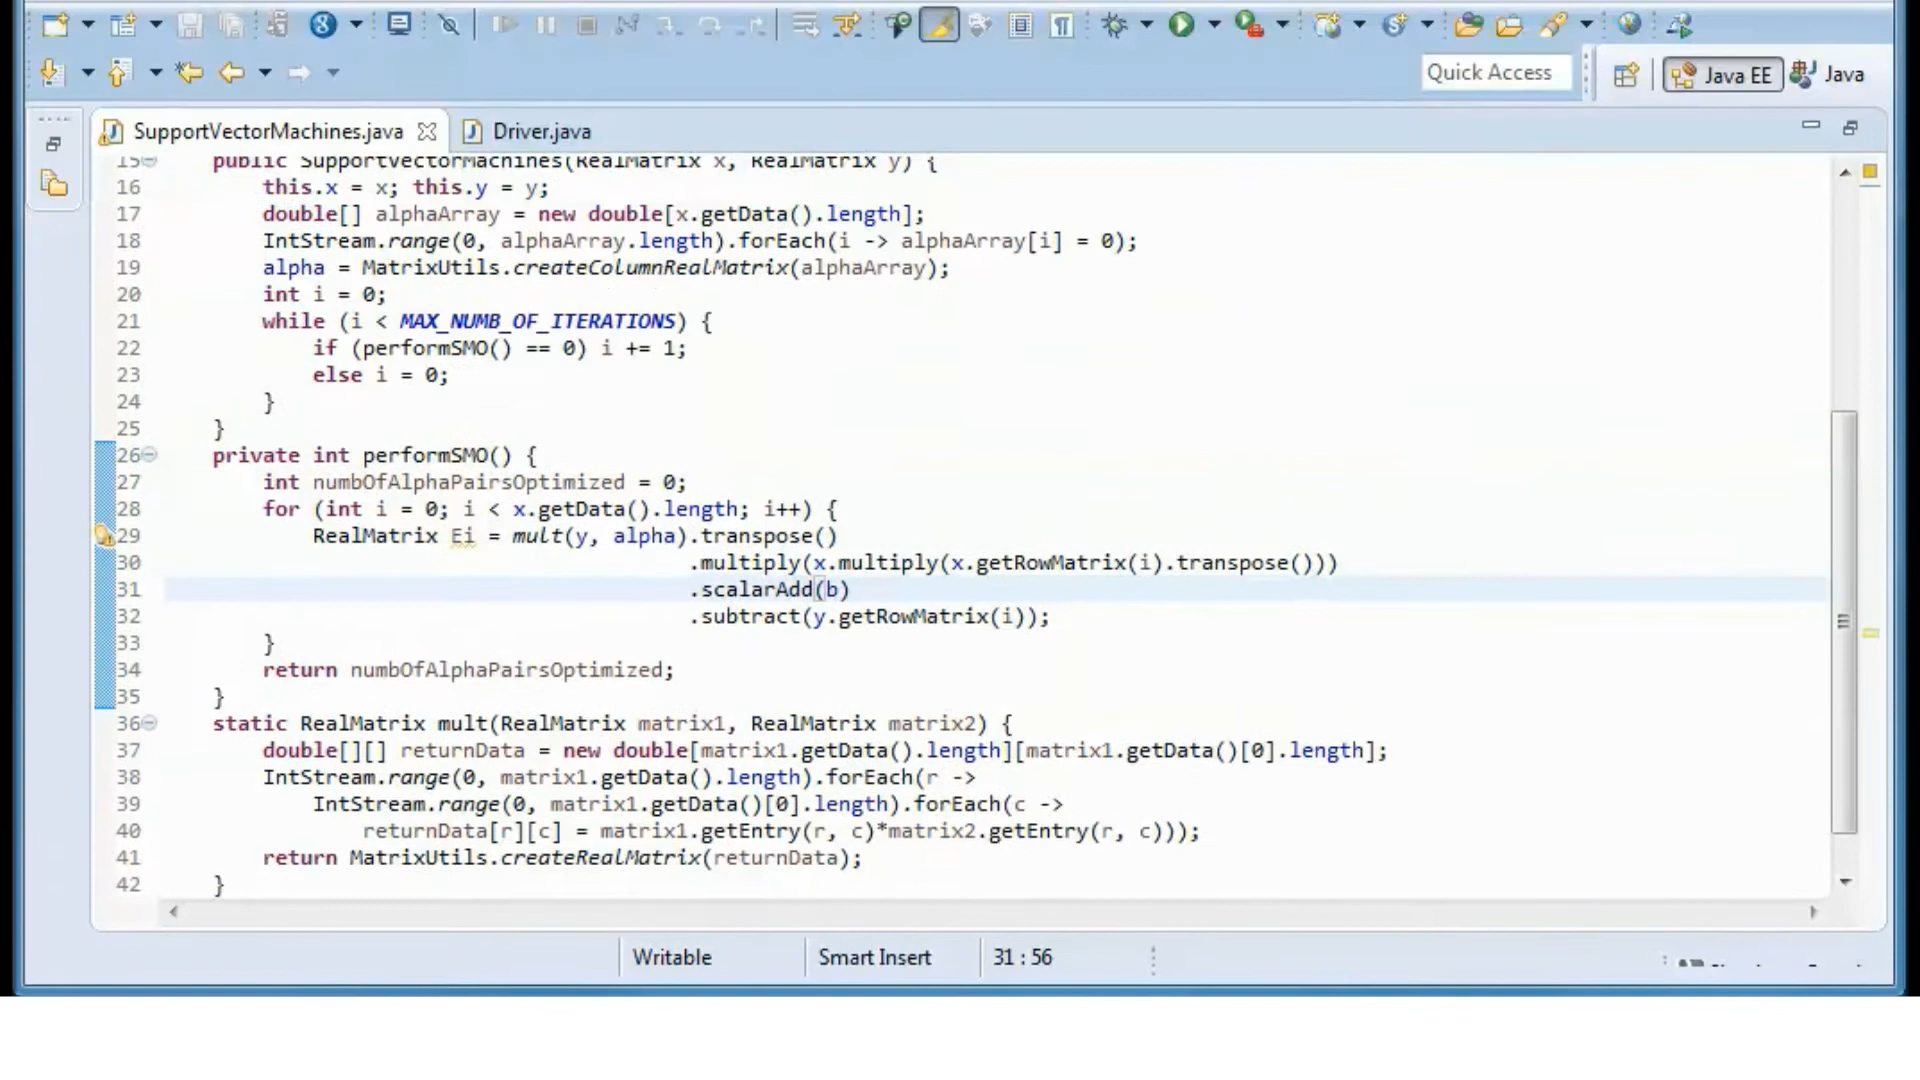 Quick Access
Java EE
Java
SupportVectorMachines.java
Driver.java
15 public SupportVectorMachines(RealMatrix x, RealMatrix y) {
16 this.x = x; this.y = y;
17 double[] alphaArray = new double[x.getData().length];
18 IntStream.range(0, alphaArray.length).forEach(i -> alphaArray[i] = 0);
19 alpha = MatrixUtils.createColumnRealMatrix(alphaArray);
20 int i = 0;
21 while (i < MAX_NUMB_OF_ITERATIONS) {
22 if (performSMO() == 0) i += 1;
23 else i = 0;
24 }
25 }
26 private int performSMO() {
27 int numbOfAlphaPairsOptimized = 0;
28 for (int i = 0; i < x.getData().length; i++) {
29 RealMatrix Ei = mult(y, alpha).transpose()
30 .multiply(x.multiply(x.getRowMatrix(i).transpose()))
31 .scalarAdd(b)
32 .subtract(y.getRowMatrix(i));
33 }
34 return numbOfAlphaPairsOptimized;
35 }
36 static RealMatrix mult(RealMatrix matrix1, RealMatrix matrix2) {
37 double[][] returnData = new double[matrix1.getData().length][matrix1.getData()[0].length];
38 IntStream.range(0, matrix1.getData().length).forEach(r ->
39 IntStream.range(0, matrix1.getData()[0].length).forEach(c ->
40 returnData[r][c] = matrix1.getEntry(r, c)*matrix2.getEntry(r, c)));
41 return MatrixUtils.createRealMatrix(returnData);
42 }
Writable
Smart Insert
31 : 56